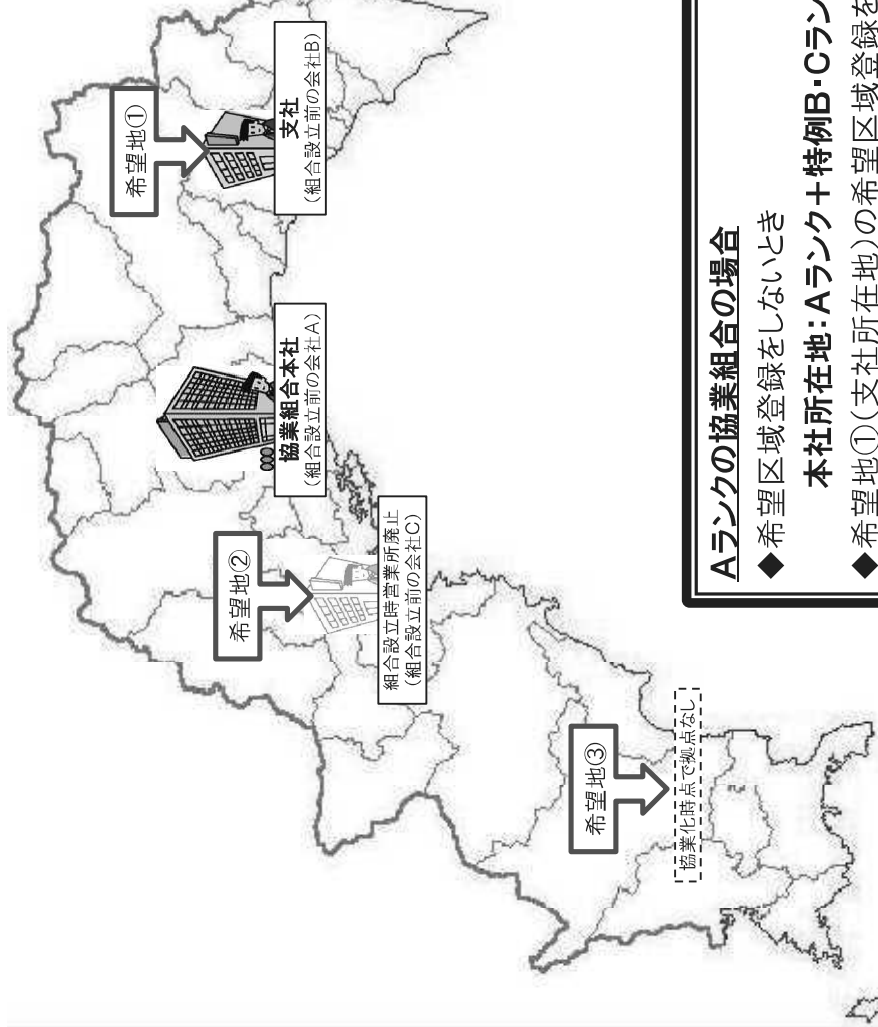 希望地①
支社
(組合設立前の会社B)
協業組合本社
(組合設立前の会社A)
希望地②
組合設立時営業所廃止
(組合設立前の会社C)
希望地③
協業化時点で拠点なし
Aランクの協業組合の場合
◆希望区域登録をしないとき
本社所在地:Aランク+特例B・Cラン
◆希望地①(支社所在地)の希望区域登録を